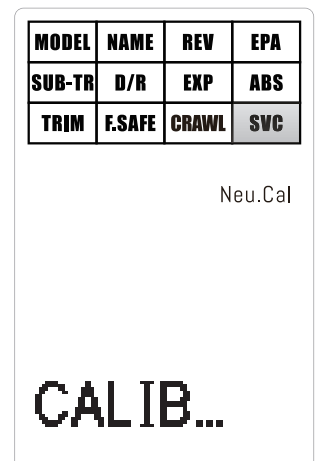 MODEL NAME REV EPA
SUB-TR D/R EXP ABS
TRIM F.SAFE CRAWL SVC
Neu.Cal
CALIB...